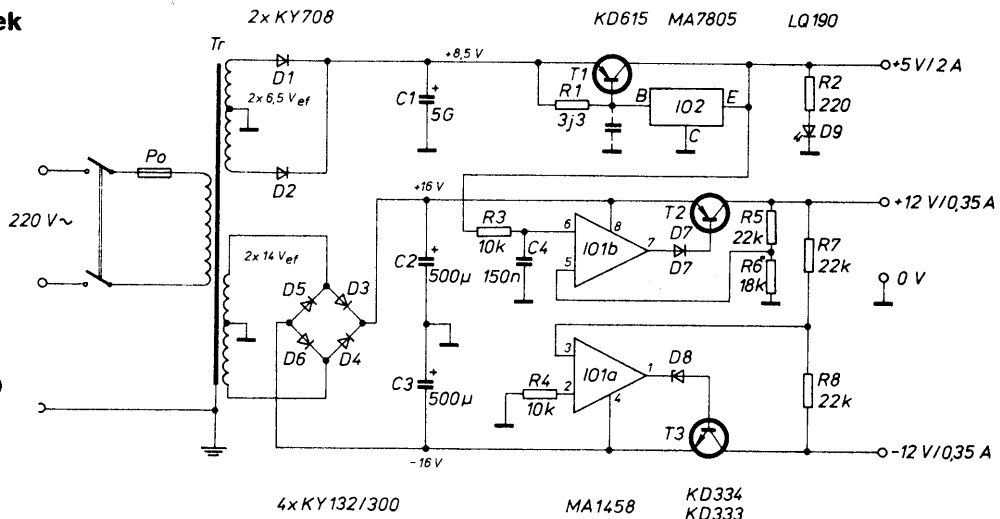 ek
2x KY708
KD615 MA7805 LQ190
Tr
D1
2x 6,5 Vef
D2
+8,5 V
C1
+
5G
T1
R1
3j3
B
IO2
E
C
R2
220
D9
+5 V/2 A
Po
220 V~
+16 V
2x 14 Vef
D5
D3
D6
D4
C2
+
500µ
C3
+
500µ
R3
10k
C4
150n
6
5
IO1b
8
7
D7
D7
T2
R5
22k
R6
18k
+12 V/0,35 A
R7
22k
0 V
R4
10k
3
2
IO1a
1
4
D8
T3
R8
22k
-12 V/0,35 A
-16 V
)
4x KY132/300
MA1458
KD334
KD333